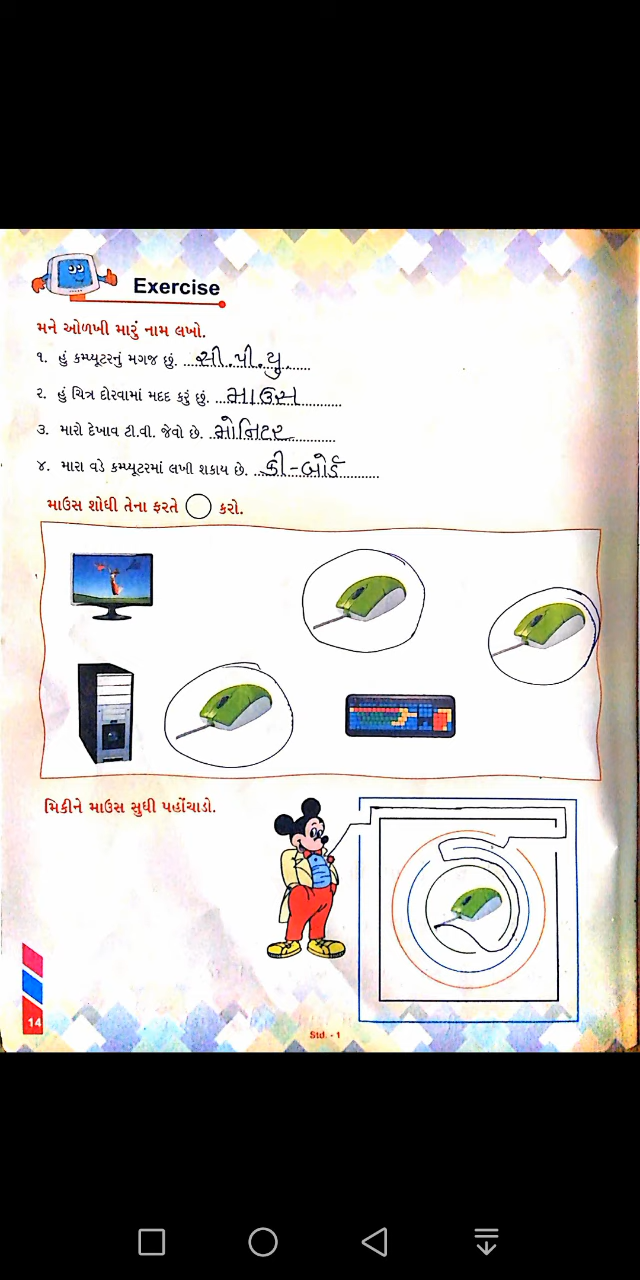 Exercise
મને ઓળખી મારું નામ લખો.
૧. હું કમ્પ્યૂટરનું મગજ છું. ...સી.પી.યુ......
૨. હું ચિત્ર દોરવામાં મદદ કરું છું. ...માઉસ............
૩. મારો દેખાવ ટી.વી. જેવો છે. ...મોનિટર............
૪. મારા વડે કમ્પ્યૂટરમાં લખી શકાય છે. ...કી-બોર્ડ............
માઉસ શોધી તેના ફરતે ◯ કરો.
મિકીને માઉસ સુધી પહોંચાડો.
14
Std. - 1